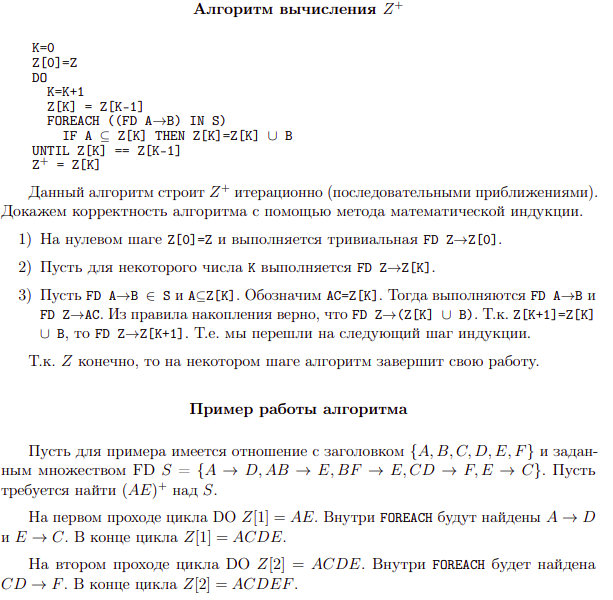 Алгоритм вычисления Z⁺
K=0
Z[0]=Z
DO
K=K+1
Z[K] = Z[K-1]
FOREACH ((FD A→B) IN S)
IF A ⊆ Z[K] THEN Z[K]=Z[K] ∪ B
UNTIL Z[K] == Z[K-1]
Z⁺ = Z[K]
Данный алгоритм строит Z⁺ итерационно (последовательными приближениями).
Докажем корректность алгоритма с помощью метода математической индукции.
1) На нулевом шаге Z[0]=Z и выполняется тривиальная FD Z→Z[0].
2) Пусть для некоторого числа K выполняется FD Z→Z[K].
3) Пусть FD A→B ∈ S и A⊆Z[K]. Обозначим AC=Z[K]. Тогда выполняются FD A→B и
FD Z→AC. Из правила накопления верно, что FD Z→(Z[K] ∪ B). Т.к. Z[K+1]=Z[K]
∪ B, то FD Z→Z[K+1]. Т.е. мы перешли на следующий шаг индукции.
Т.к. Z конечно, то на некотором шаге алгоритм завершит свою работу.
Пример работы алгоритма
Пусть для примера имеется отношение с заголовком {A, B, C, D, E, F} и задан-
ным множеством FD S = {A → D, AB → E, BF → E, CD → F, E → C}. Пусть
требуется найти (AE)⁺ над S.
На первом проходе цикла DO Z[1] = AE. Внутри FOREACH будут найдены A → D
и E → C. В конце цикла Z[1] = ACDE.
На втором проходе цикла DO Z[2] = ACDE. Внутри FOREACH будет найдена
CD → F. В конце цикла Z[2] = ACDEF.